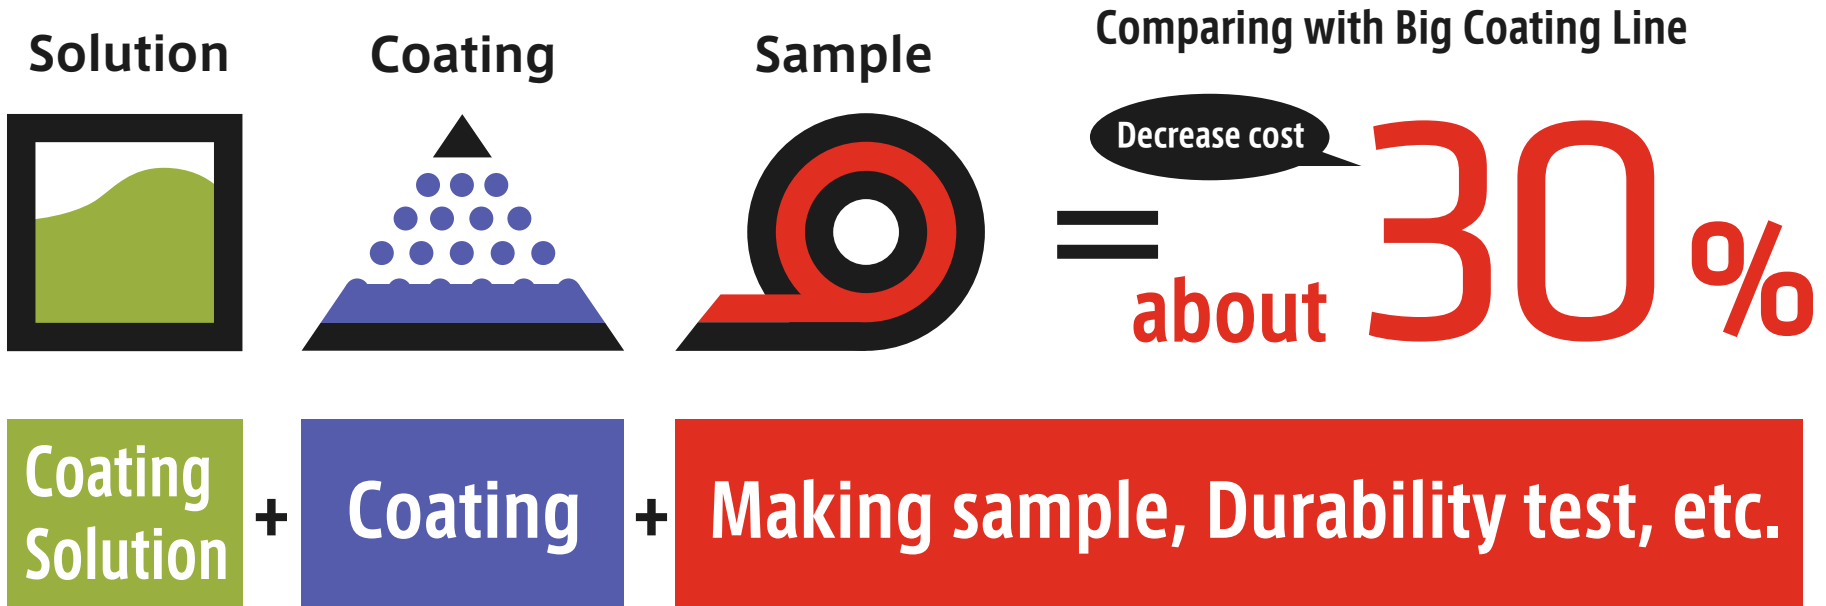 Solution
Coating
Sample
Comparing with Big Coating Line
Decrease cost
=
about
30%
Coating
Solution
+
Coating
+
Making sample, Durability test, etc.